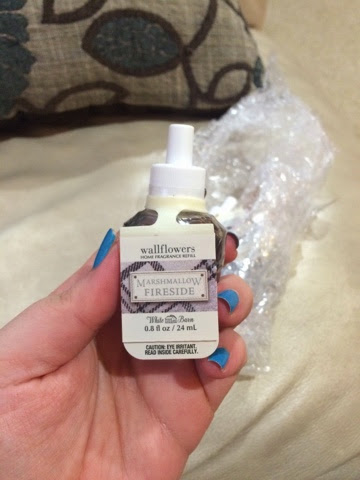 wallflowers
HOME FRAGRANCE REFILL
MARSHMALLOW
FIRESIDE
White Barn
0.8 fl oz / 24 mL
CAUTION: EYE IRRITANT.
READ INSIDE CAREFULLY.